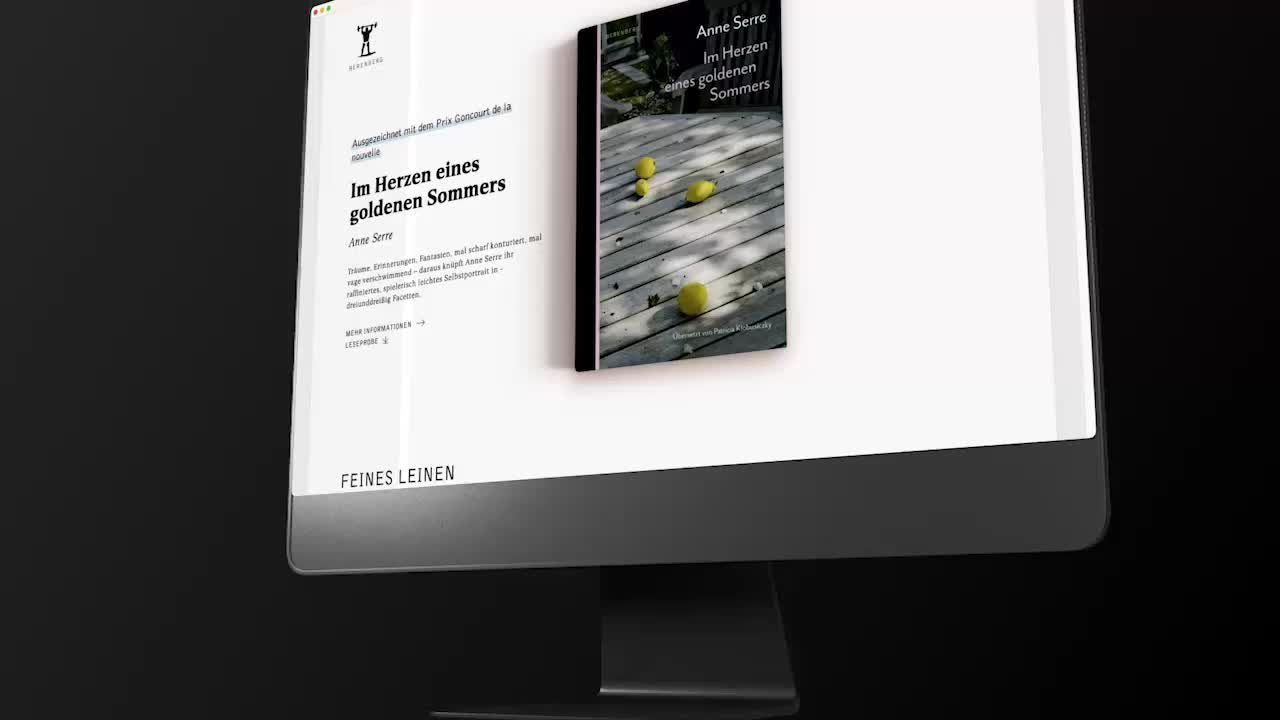 BERENBERG
Ausgezeichnet mit dem Prix Goncourt de la
nouvelle
Im Herzen eines
goldenen Sommers
Anne Serre
Träume, Erinnerungen, Fantasien, mal scharf konturiert, mal
vage verschwimmend – daraus knüpft Anne Serre ihr
raffiniertes, spielerisch leichtes Selbstportrait in -
dreiunddreißig Facetten.
MEHR INFORMATIONEN →
LESEPROBE
FEINES LEINEN
BERENBERG
Anne Serre
Im Herzen
eines goldenen
Sommers
Übersetzt von Patricia Klobusiczky